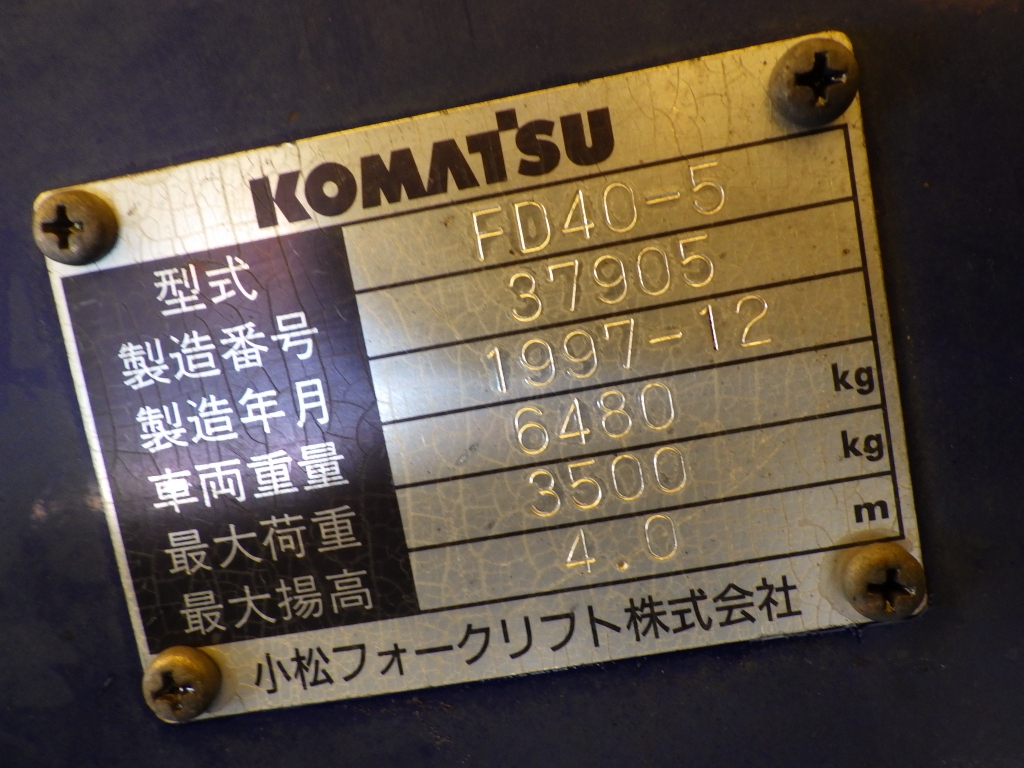 KOMATSU
型式 FD40-5
製造番号 37905
製造年月 1997-12
車両重量 6480 kg
最大荷重 3500 kg
最大揚高 4.0 m
小松フォークリフト株式会社